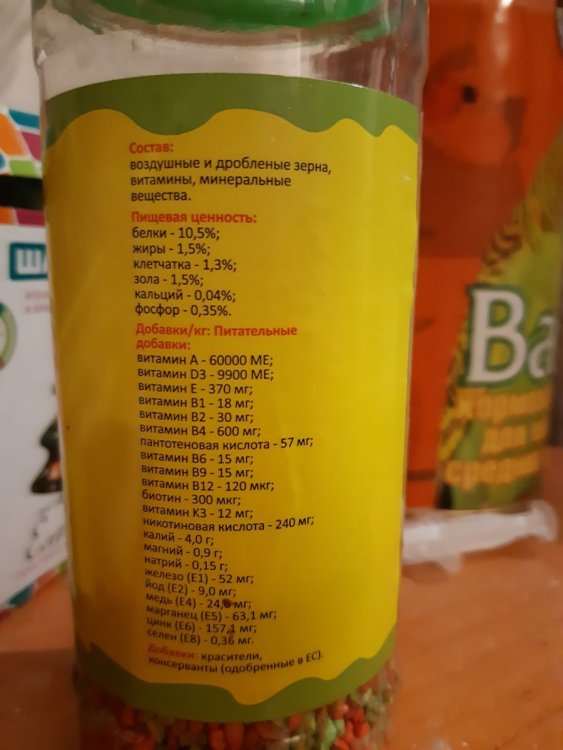 Состав:
воздушные и дробленые зерна,
витамины, минеральные
вещества.
Пищевая ценность:
белки - 10,5%;
жиры - 1,5%;
клетчатка - 1,3%;
зола - 1,5%;
кальций - 0,04%;
фосфор - 0,35%.
Добавки/кг: Питательные
добавки:
витамин А - 60000 МЕ;
витамин D3 - 9900 МЕ;
витамин Е - 370 мг;
витамин В1 - 18 мг;
витамин В2 - 30 мг;
витамин В4 - 600 мг;
пантотеновая кислота - 57 мг;
витамин В6 - 15 мг;
витамин В9 - 15 мг;
витамин В12 - 120 мкг;
биотин - 300 мкг;
витамин К3 - 12 мг;
никотиновая кислота - 240 мг;
калий - 4,0 г;
магний - 0,9 г;
натрий - 0,15 г;
железо (Е1) - 52 мг;
йод (Е2) - 9,0 мг;
медь (Е4) - мг;
марганец (Е5) - 63,1 мг;
цинк (Е6) - 157,1 мг;
селен (Е8) - 0,36 мг.
Добавки: красители,
консерванты (одобренные в ЕС).
Ва